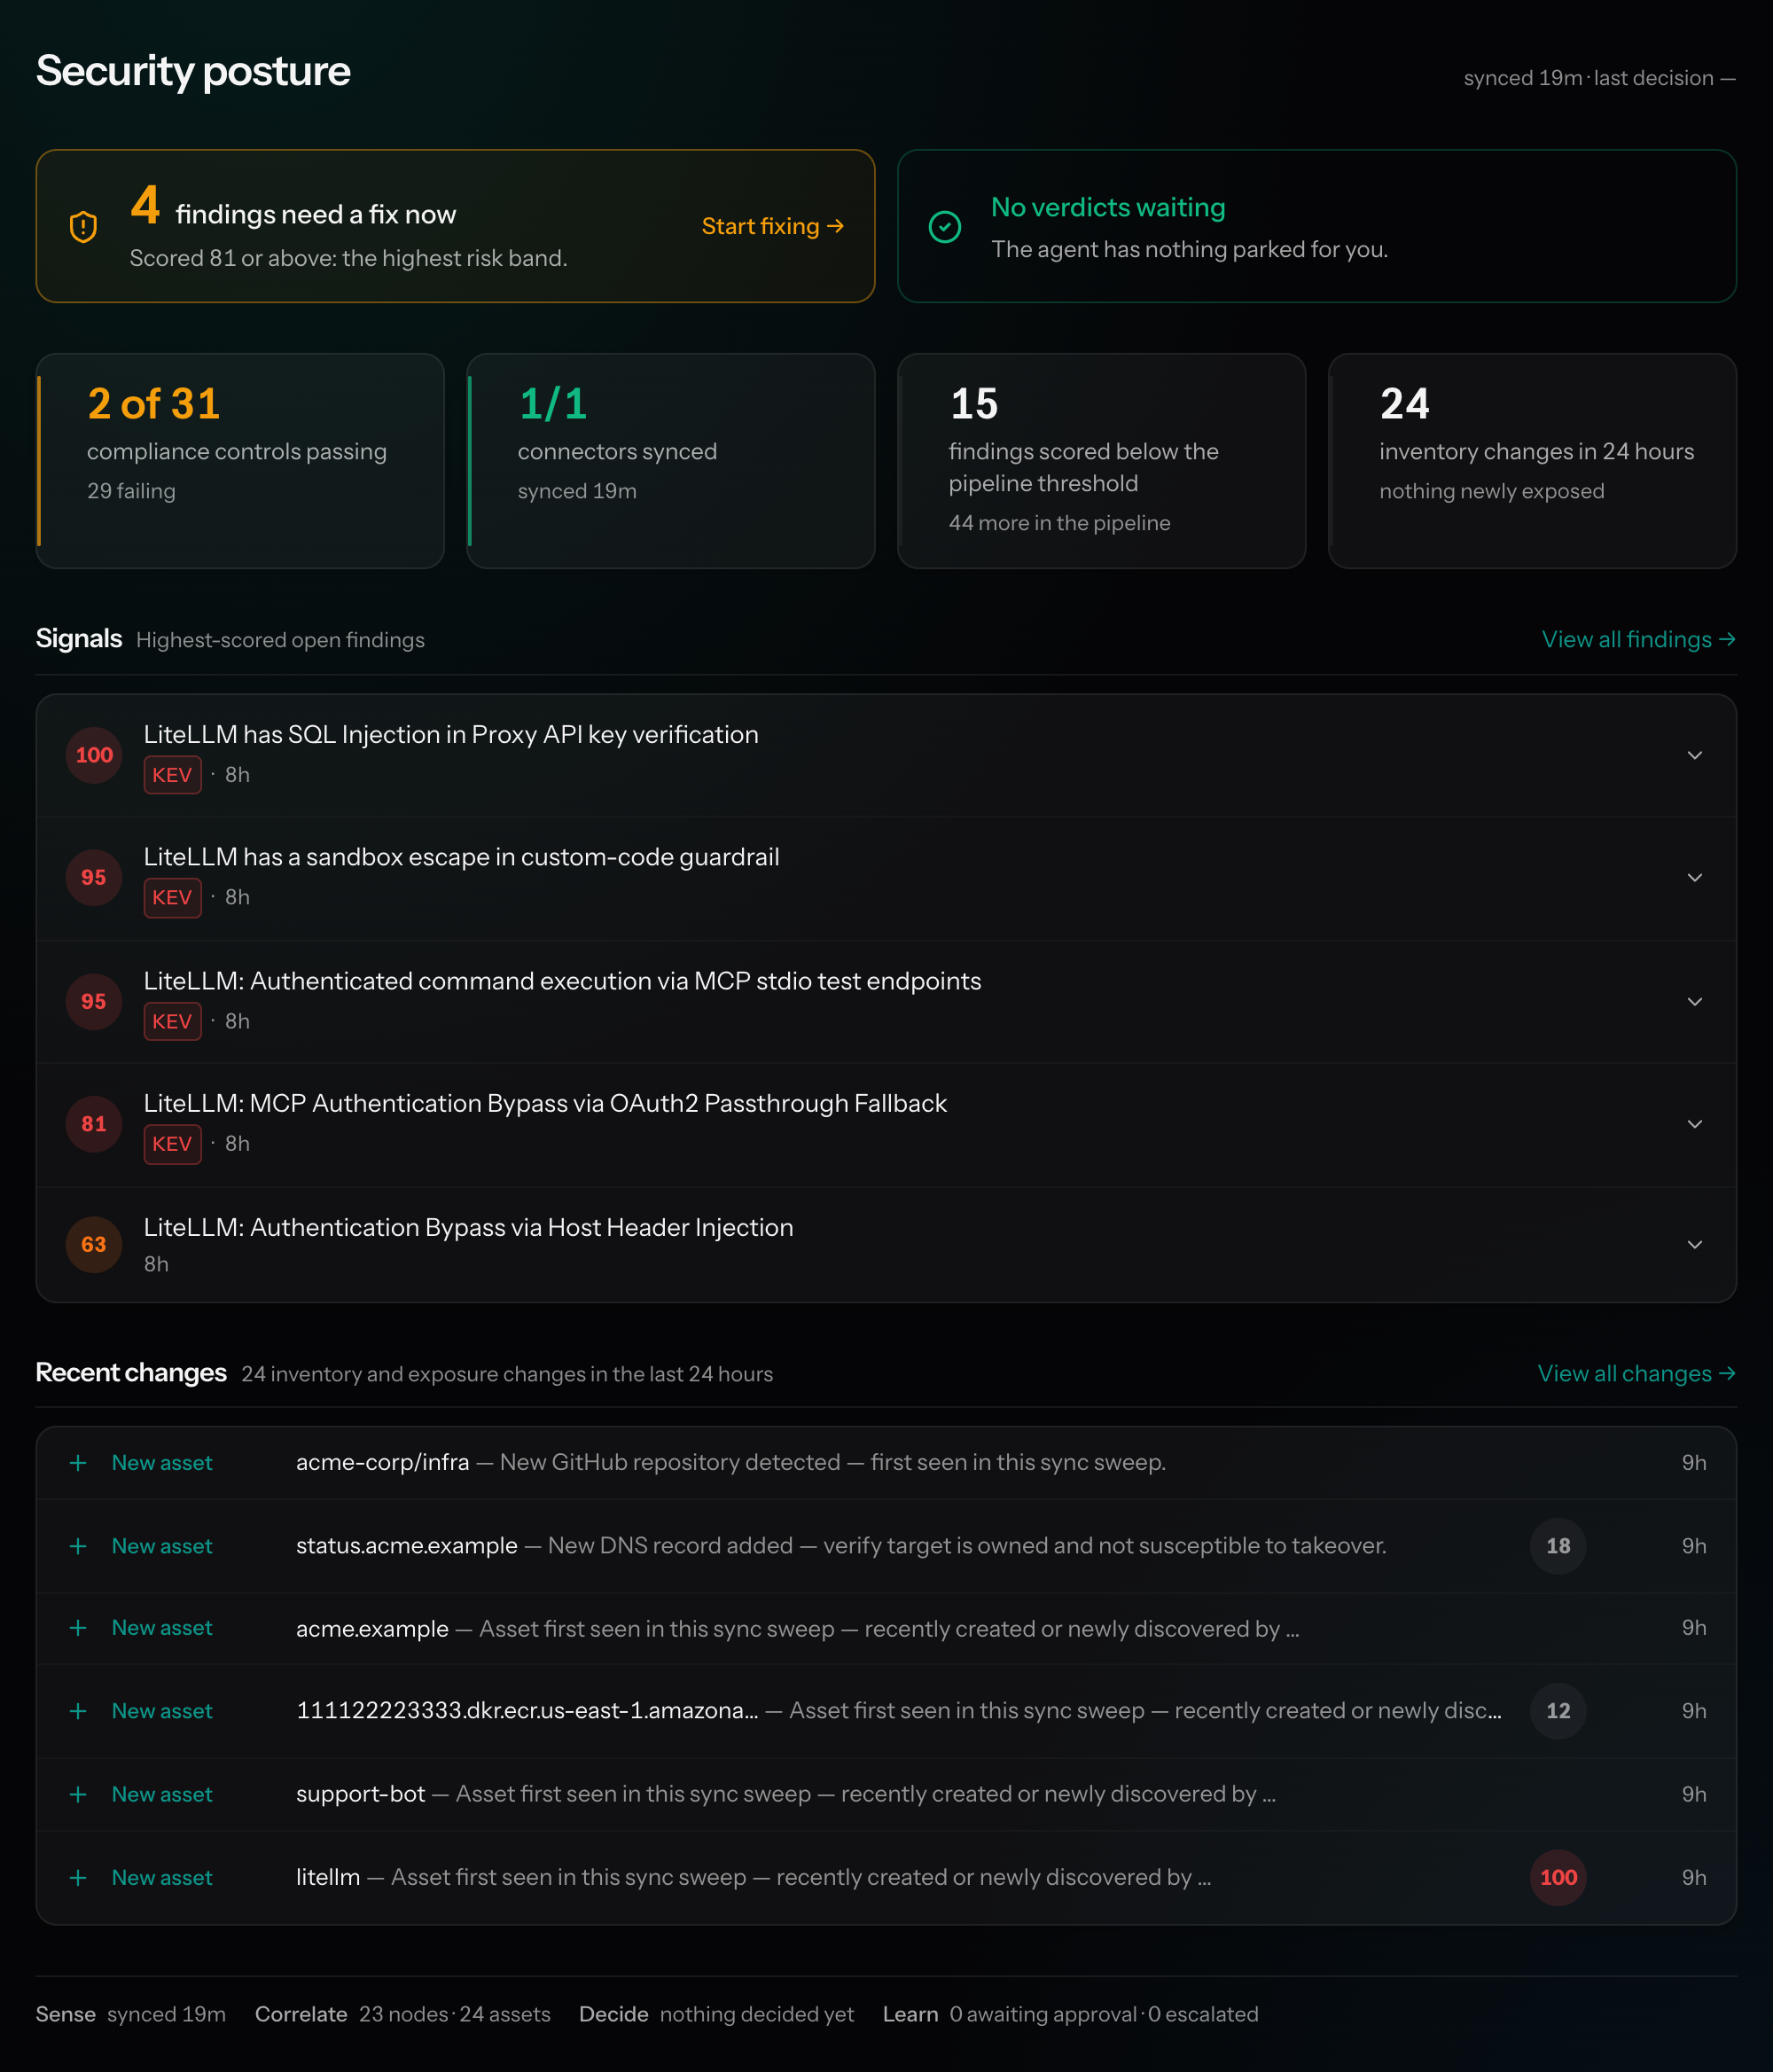 Security posture
synced 19m · last decision —
4 findings need a fix now
Scored 81 or above: the highest risk band.
Start fixing →
No verdicts waiting
The agent has nothing parked for you.
2 of 31
compliance controls passing
29 failing
1/1
connectors synced
synced 19m
15
findings scored below the
pipeline threshold
44 more in the pipeline
24
inventory changes in 24 hours
nothing newly exposed
Signals Highest-scored open findings
View all findings →
100
LiteLLM has SQL Injection in Proxy API key verification
KEV · 8h
95
LiteLLM has a sandbox escape in custom-code guardrail
KEV · 8h
95
LiteLLM: Authenticated command execution via MCP stdio test endpoints
KEV · 8h
81
LiteLLM: MCP Authentication Bypass via OAuth2 Passthrough Fallback
KEV · 8h
63
LiteLLM: Authentication Bypass via Host Header Injection
8h
Recent changes 24 inventory and exposure changes in the last 24 hours
View all changes →
+ New asset acme-corp/infra — New GitHub repository detected — first seen in this sync sweep. 9h
+ New asset status.acme.example — New DNS record added — verify target is owned and not susceptible to takeover. 18 9h
+ New asset acme.example — Asset first seen in this sync sweep — recently created or newly discovered by ... 9h
+ New asset 111122223333.dkr.ecr.us-east-1.amazona... — Asset first seen in this sync sweep — recently created or newly disc... 12 9h
+ New asset support-bot — Asset first seen in this sync sweep — recently created or newly discovered by ... 9h
+ New asset litellm — Asset first seen in this sync sweep — recently created or newly discovered by ... 100 9h
Sense synced 19m Correlate 23 nodes · 24 assets Decide nothing decided yet Learn 0 awaiting approval · 0 escalated